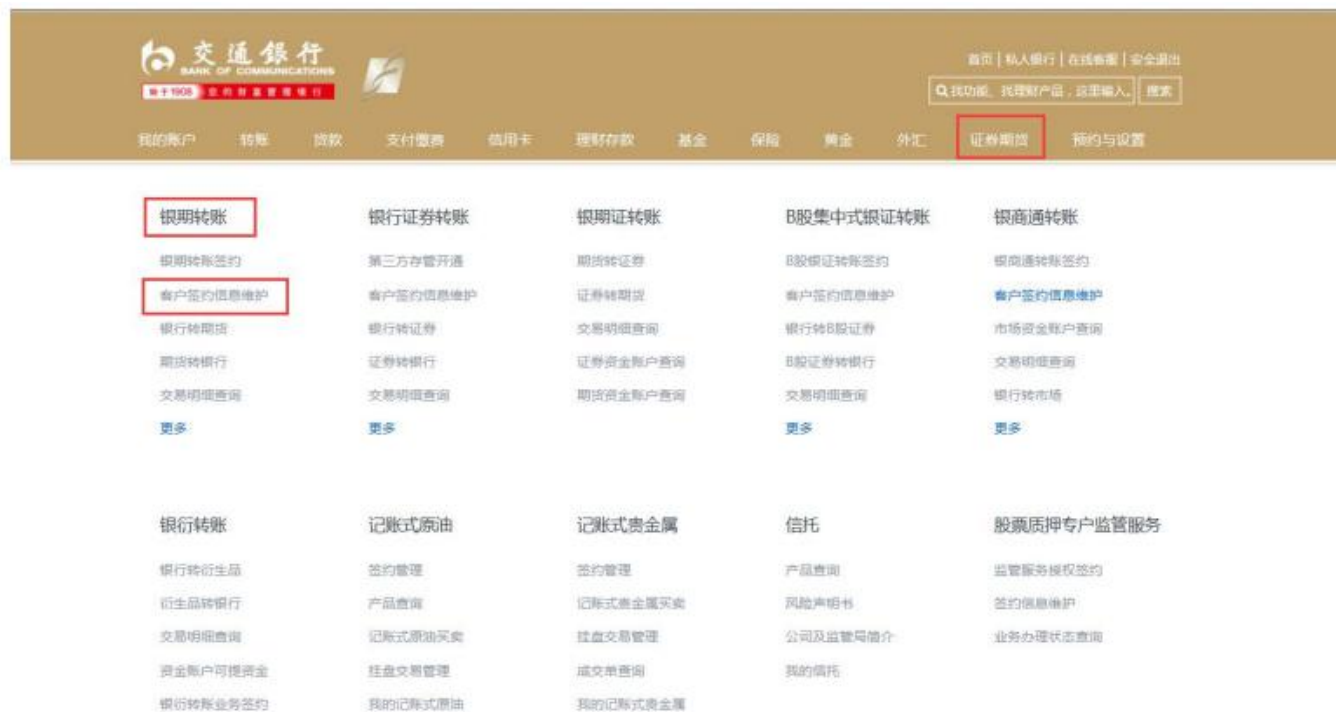 交通銀行
BANK OF COMMUNICATIONS
始于1908 您的财富管理银行
首页 | 私人银行 | 在线客服 | 安全退出
找功能、找理财产品，这里输入。 搜索
我的账户 转账 贷款 支付缴费 信用卡 理财存款 基金 保险 黄金 外汇 证券期货 预约与设置
银期转账 银行证券转账 银期证转账 B股集中式银证转账 银商通转账
银期转账签约 第三方存管开通 期货转证券 B股银证转账签约 银商通转账签约
客户签约信息维护 客户签约信息维护 证券转期货 客户签约信息维护 客户签约信息维护
银行转期货 银行转证券 交易明细查询 银行转B股证券 市场资金账户查询
期货转银行 证券转银行 证券资金账户查询 B股证券转银行 交易明细查询
交易明细查询 交易明细查询 期货资金账户查询 交易明细查询 银行转市场
更多 更多 更多 更多
银衍转账 记账式原油 记账式贵金属 信托 股票质押专户监管服务
银行转衍生品 签约管理 签约管理 产品查询 监管服务授权签约
衍生品转银行 产品查询 记账式贵金属买卖 风险声明书 签约信息维护
交易明细查询 记账式原油买卖 挂盘交易管理 公司及监管局简介 业务办理状态查询
资金账户可提资金 挂盘交易管理 成交单查询 我的信托
银衍转账业务签约 我的记账式原油 我的记账式贵金属